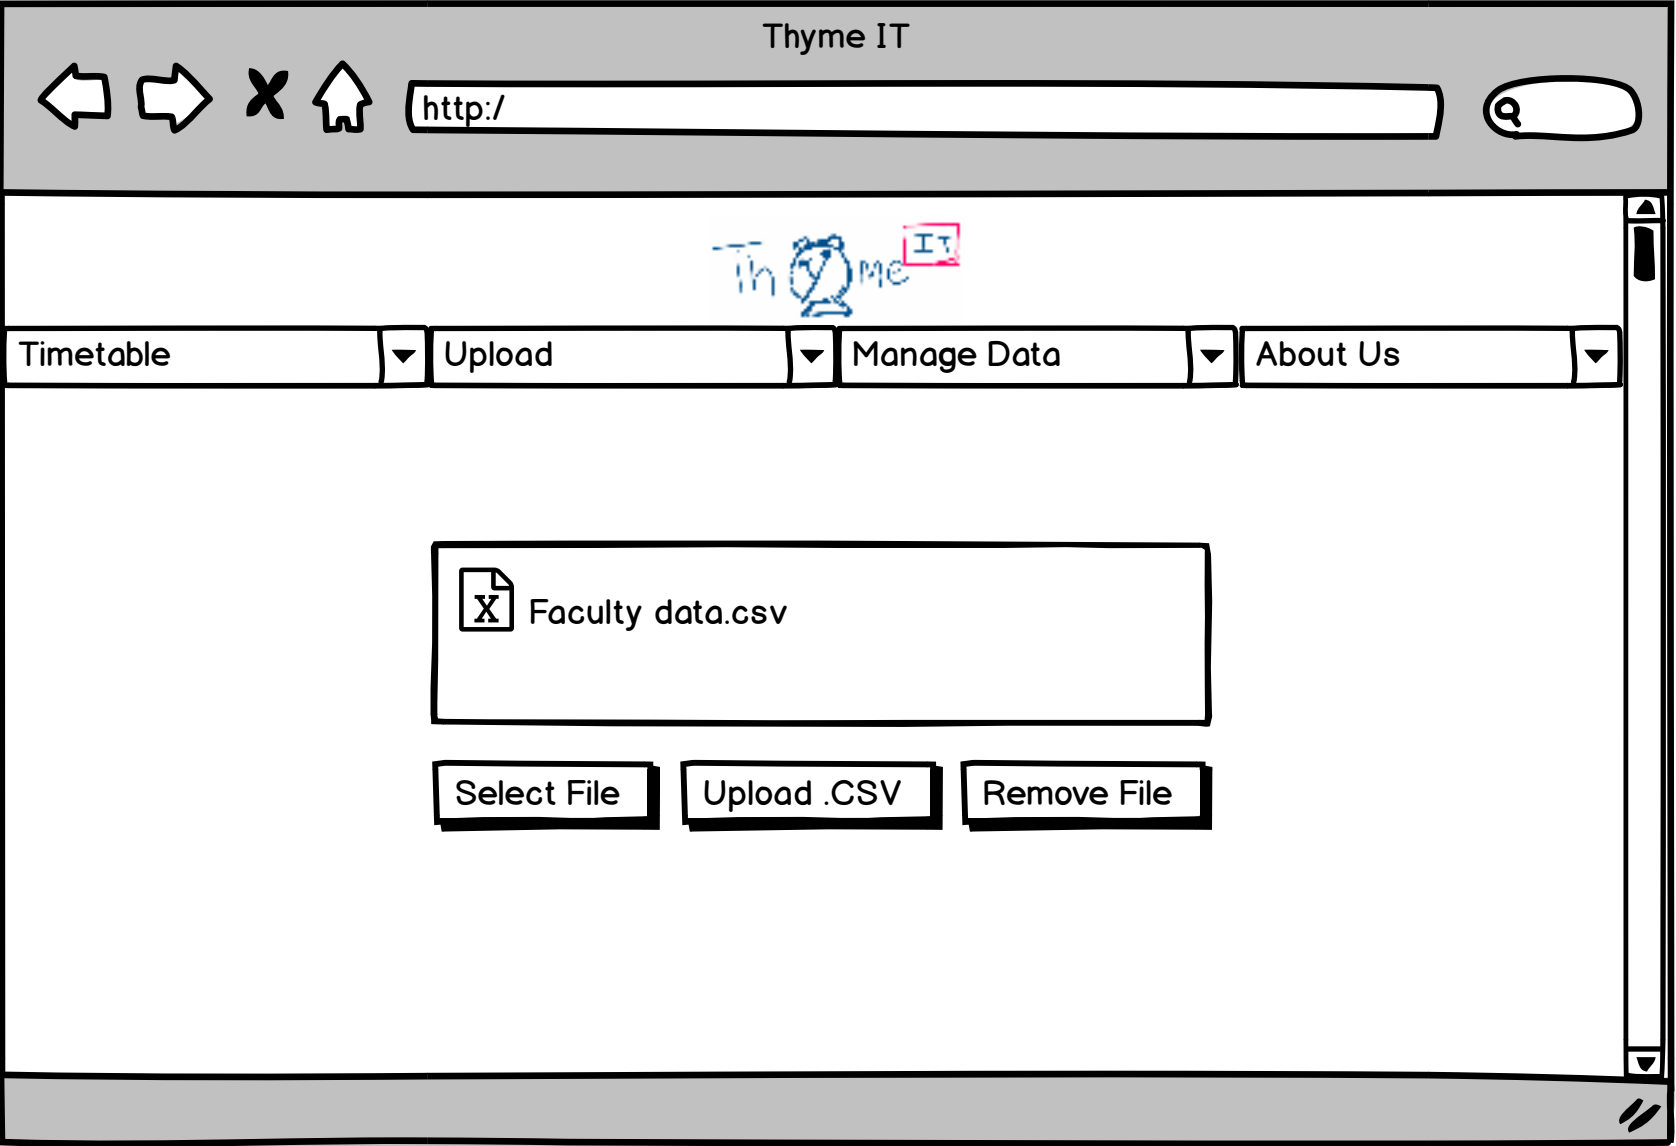 Thyme IT
http:/
Thyme IT
Timetable Upload Manage Data About Us
X Faculty data.csv
Select File Upload .CSV Remove File